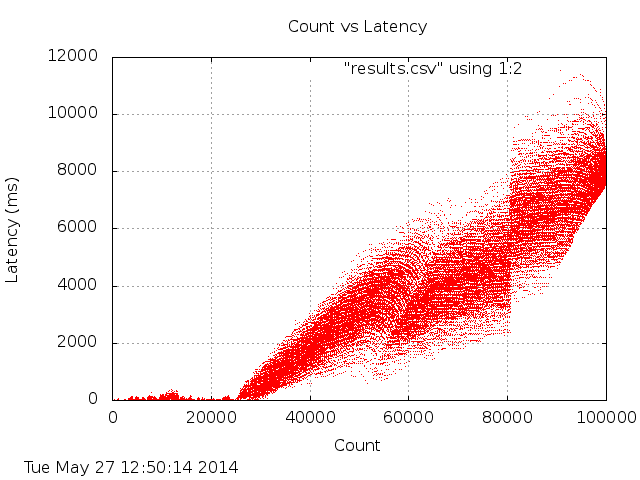 Count vs Latency
"results.csv" using 1:2
12000
10000
8000
6000
4000
2000
0
Latency (ms)
0 20000 40000 60000 80000 100000
Count
Tue May 27 12:50:14 2014